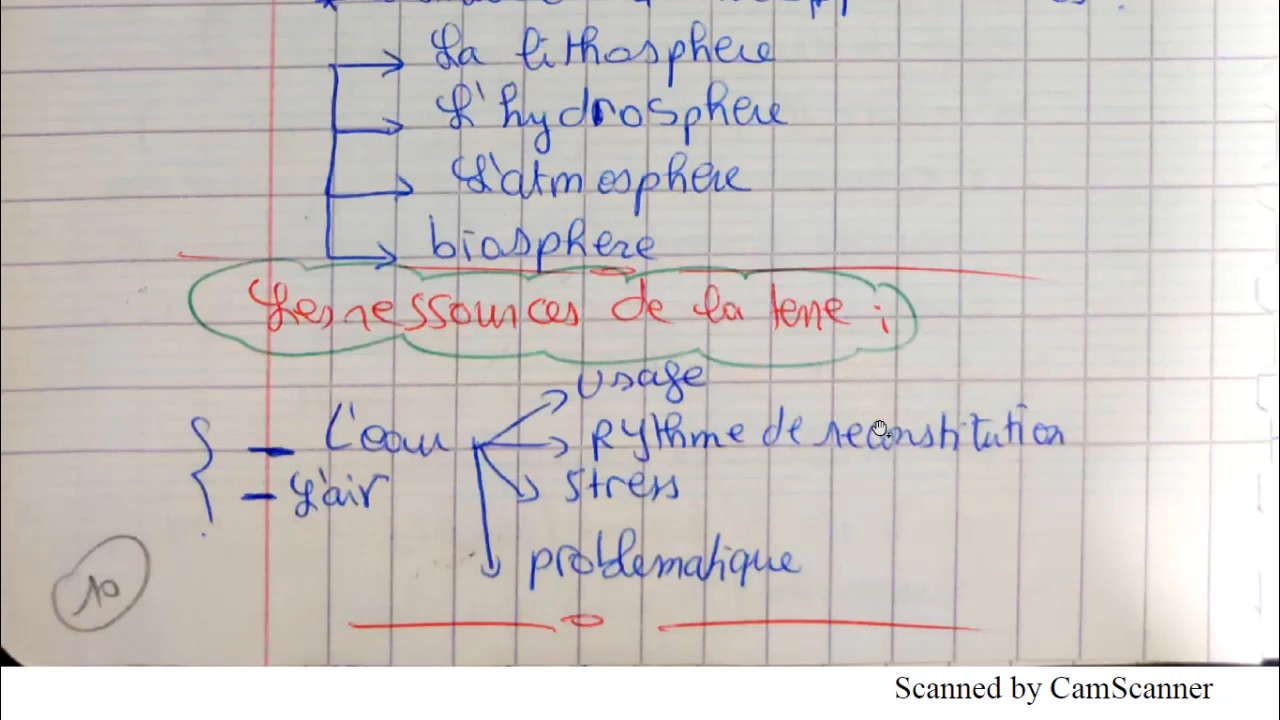 La lithosphere
L'hydrosphere
L'atmosphere
biosphere
Les ressources de la terre :
usage
- L'eau
Rythme de reconstitution
- L'air
stress
problematique
10
Scanned by CamScanner